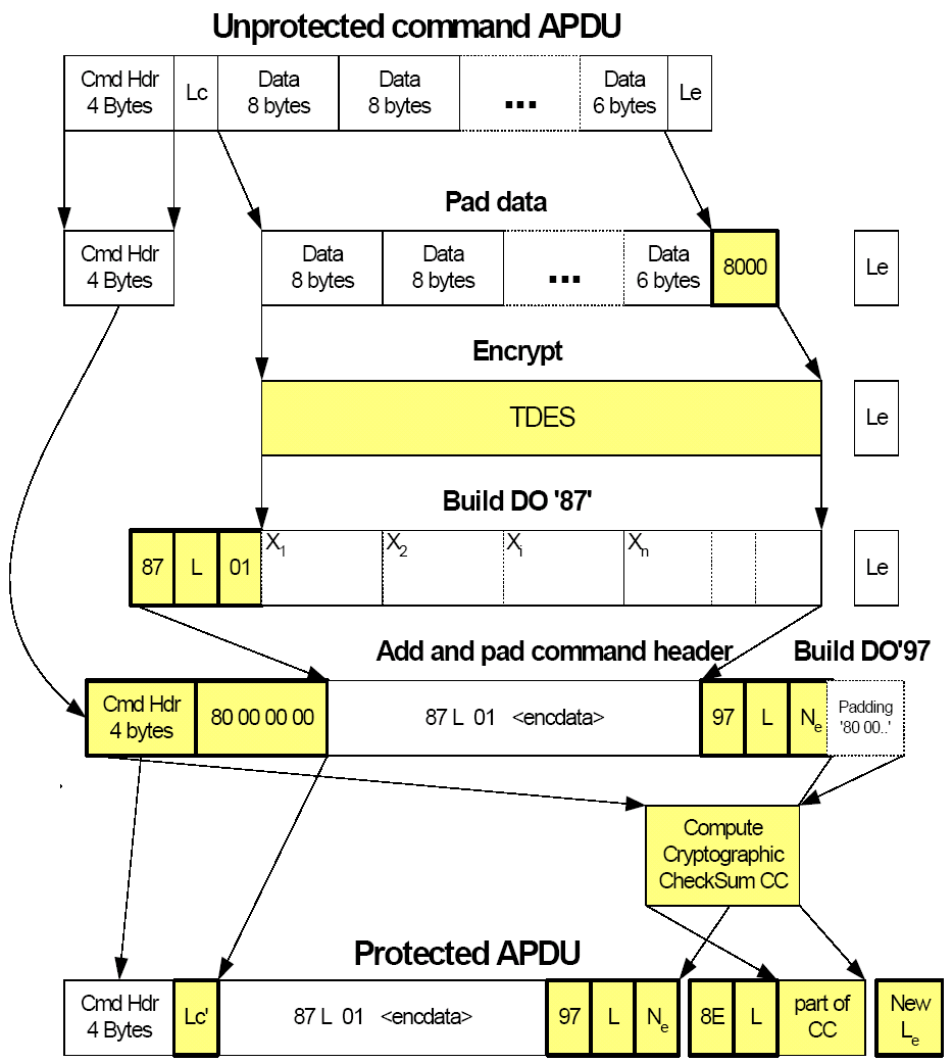 Unprotected command APDU
Cmd Hdr
4 Bytes
Lc
Data
8 bytes
Data
8 bytes
...
Data
6 bytes
Le
Pad data
Cmd Hdr
4 Bytes
Data
8 bytes
Data
8 bytes
...
Data
6 bytes
8000
Le
Encrypt
TDES
Le
Build DO '87'
87
L
01
X1
X2
Xi
Xn
Le
Add and pad command header
Build DO'97
Cmd Hdr
4 bytes
80 00 00 00
87 L 01 <encdata>
97
L
Ne
Padding
'80 00..'
Compute
Cryptographic
CheckSum CC
Protected APDU
Cmd Hdr
4 Bytes
Lc'
87 L 01 <encdata>
97
L
Ne
8E
L
part of
CC
New
Le